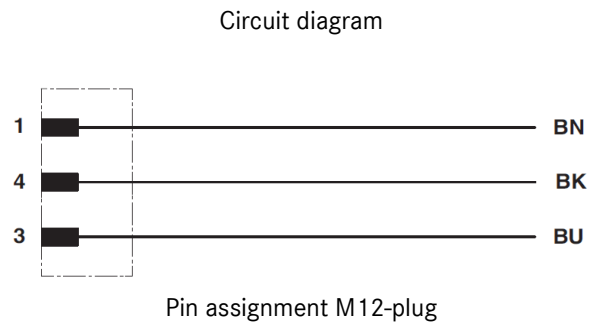 Circuit diagram
1 BN
4 BK
3 BU
Pin assignment M12-plug